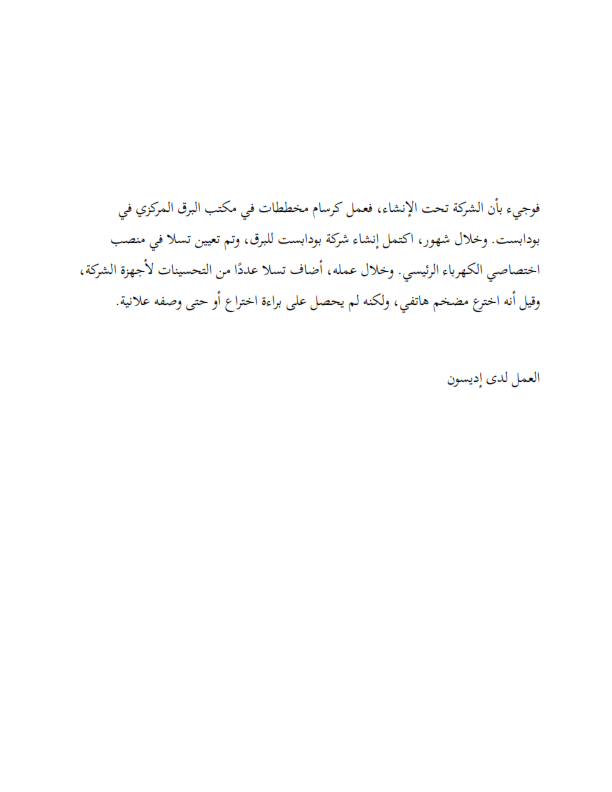 فوجيء بأن الشركة تحت الإنشاء، فعمل كرسام مخططات في مكتب البرق المركزي في
بودابست. وخلال شهور، اكتمل إنشاء شركة بودابست للبرق، وتم تعيين تسلا في منصب
اختصاصي الكهرباء الرئيسي. وخلال عمله، أضاف تسلا عددًا من التحسينات لأجهزة الشركة،
وقيل أنه اخترع مضخم هاتفي، ولكنه لم يحصل على براءة اختراع أو حتى وصفه علانية.
العمل لدى إديسون